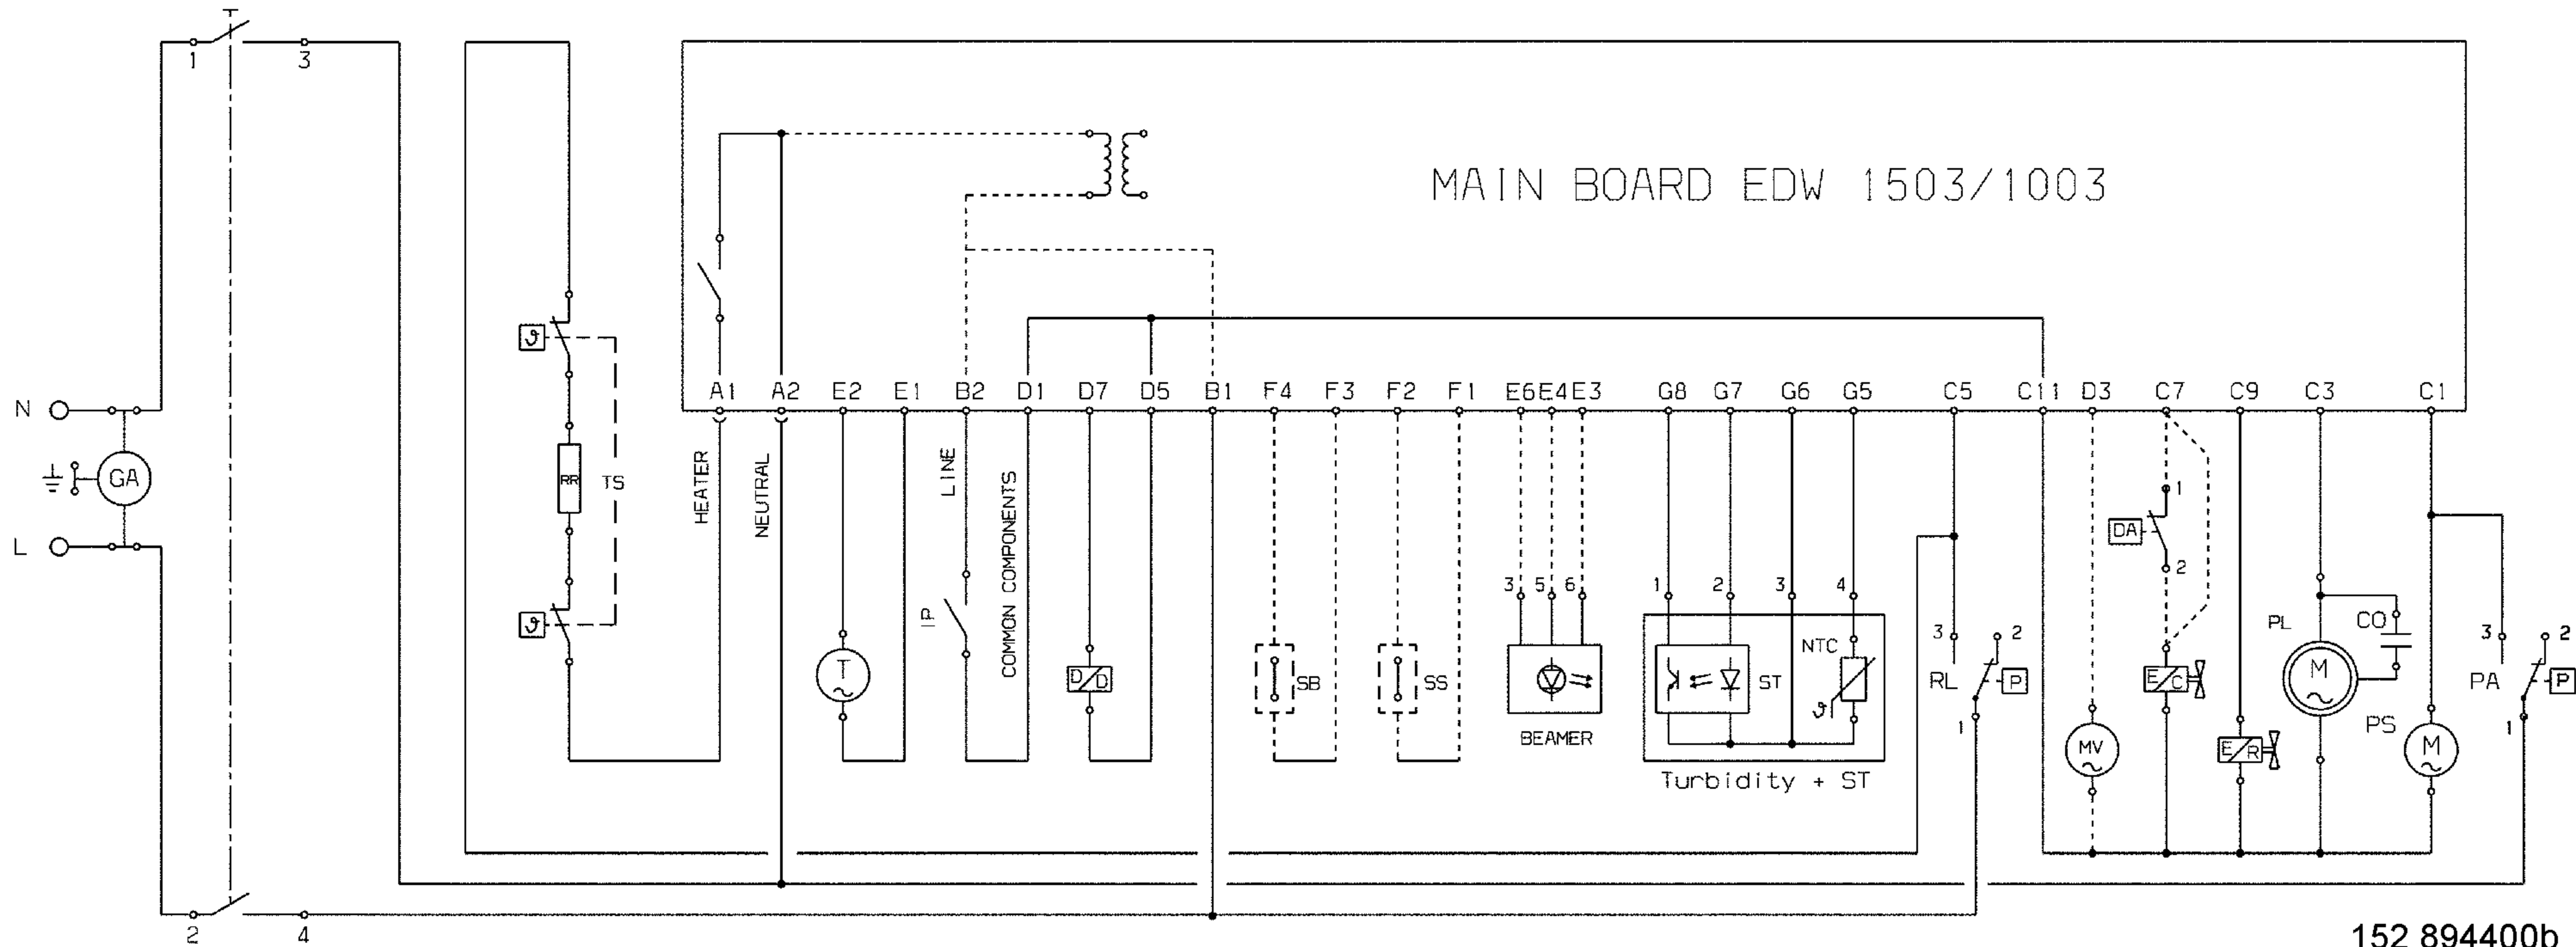 1 3
MAIN BOARD EDW 1503/1003
ϑ
A1 A2 E2 E1 B2 D1 D7 D5 B1 F4 F3 F2 F1 E6 E4 E3 G8 G7 G6 G5 C5 C11 D3 C7 C9 C3 C1
N
GA
L
RR TS
HEATER
NEUTRAL
LINE
COMMON COMPONENTS
1
DA
2
3 5 6
1 2 3 4
ϑ
T
D/D
SB
SS
BEAMER
ST
NTC
ϑ
Turbidity + ST
3 2
RL P
1
MV
E/C
E/R
PL
M
CO
PS
M
3 2
PA P
1
2 4
152 894400b